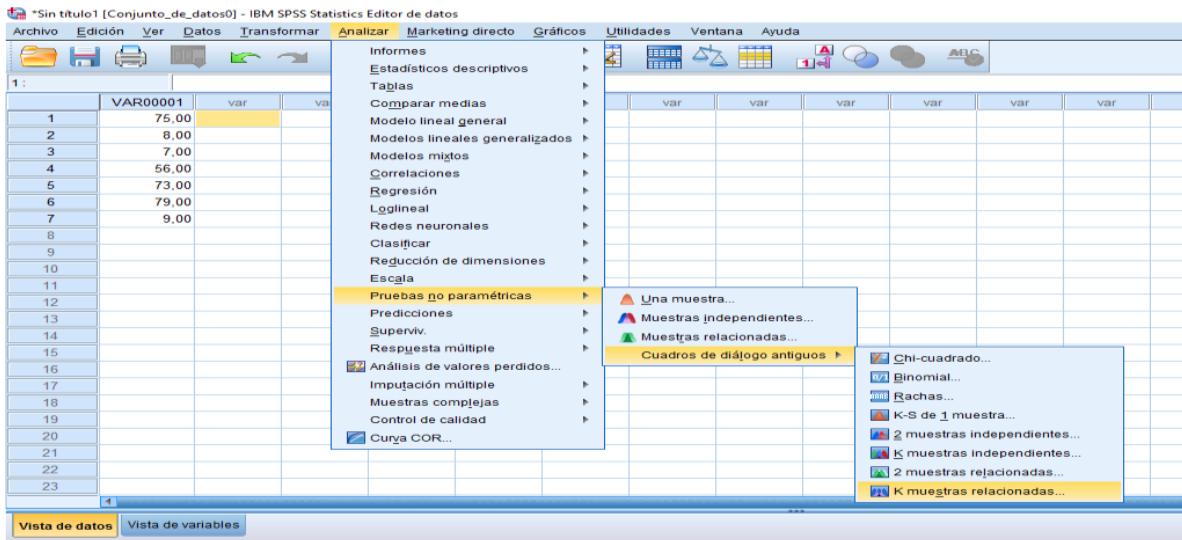 *Sin título1 [Conjunto_de_datos0] - IBM SPSS Statistics Editor de datos
Archivo Edición Ver Datos Transformar Analizar Marketing directo Gráficos Utilidades Ventana Ayuda
1 :
VAR00001 var va var var var var var var
1 75,00
2 8,00
3 7,00
4 56,00
5 73,00
6 79,00
7 9,00
8
9
10
11
12
13
14
15
16
17
18
19
20
21
22
23
Informes
Estadísticos descriptivos
Tablas
Comparar medias
Modelo lineal general
Modelos lineales generalizados
Modelos mixtos
Correlaciones
Regresión
Loglineal
Redes neuronales
Clasificar
Reducción de dimensiones
Escala
Pruebas no paramétricas
Predicciones
Superviv.
Respuesta múltiple
Análisis de valores perdidos...
Imputación múltiple
Muestras complejas
Control de calidad
Curva COR...
Una muestra...
Muestras independientes...
Muestras relacionadas...
Cuadros de diálogo antiguos
Chi-cuadrado...
Binomial...
Rachas...
K-S de 1 muestra...
2 muestras independientes...
K muestras independientes...
2 muestras relacionadas...
K muestras relacionadas...
Vista de datos Vista de variables